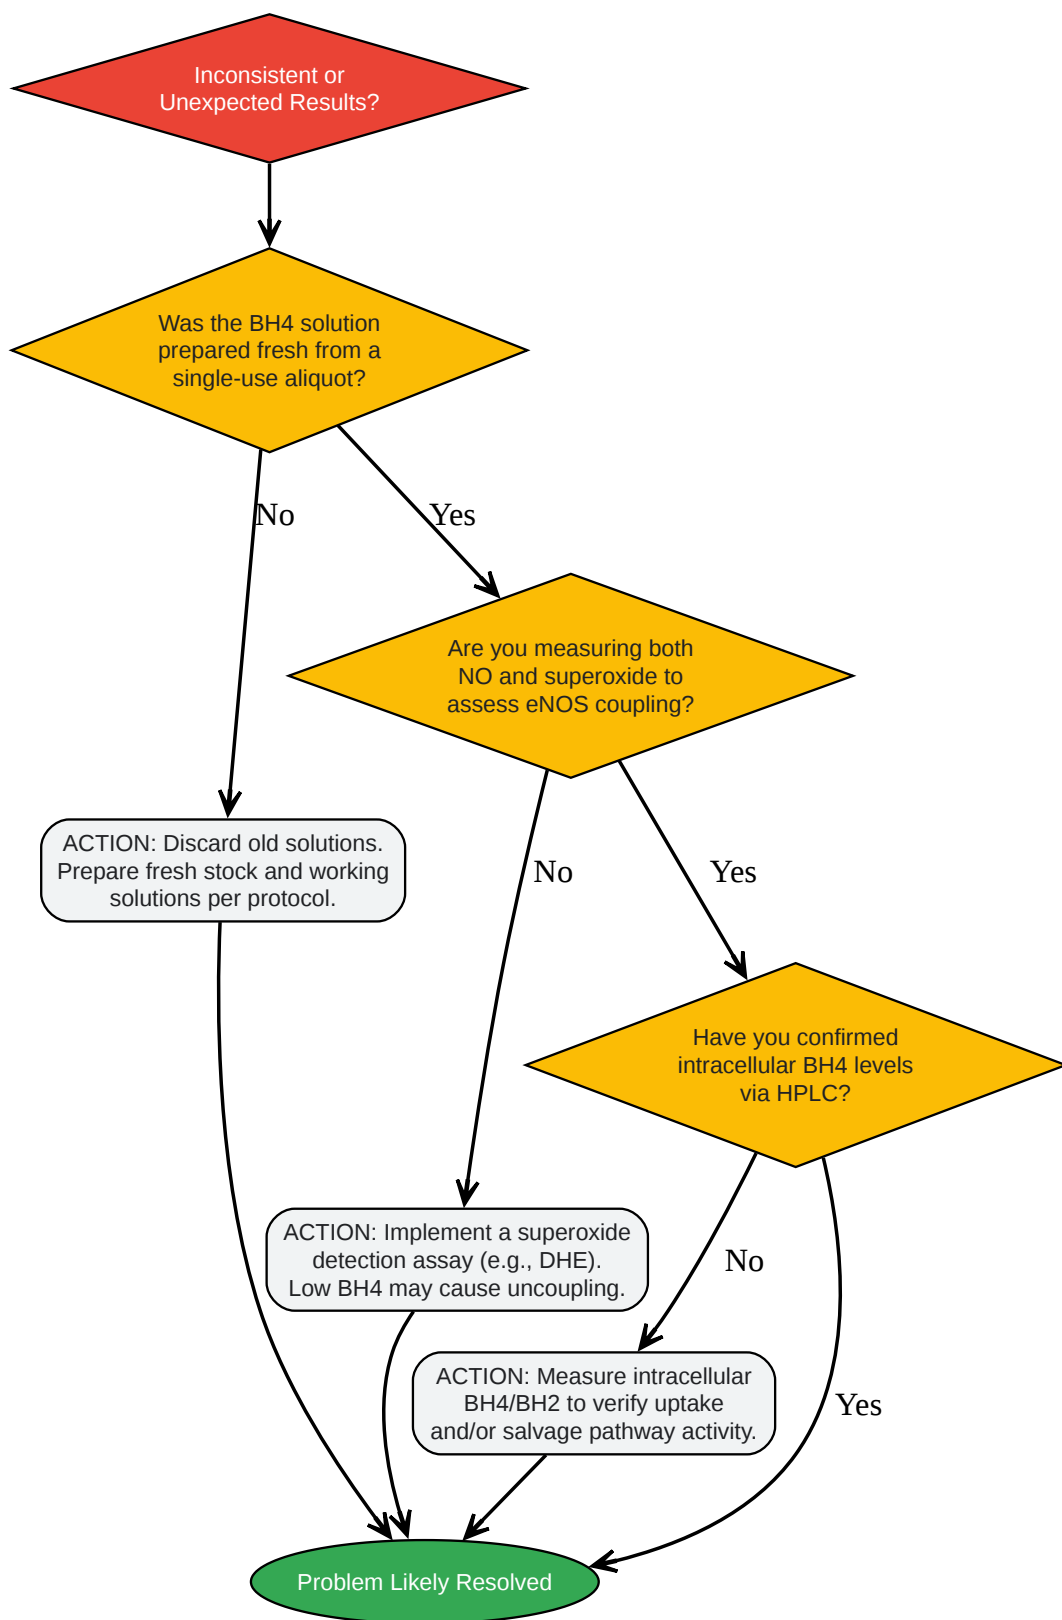 Inconsistent or
Unexpected Results?
Was the BH4 solution
prepared fresh from a
single-use aliquot?
No
Yes
Are you measuring both
NO and superoxide to
assess eNOS coupling?
ACTION: Discard old solutions.
Prepare fresh stock and working
solutions per protocol.
No
Yes
Have you confirmed
intracellular BH4 levels
via HPLC?
ACTION: Implement a superoxide
detection assay (e.g., DHE).
Low BH4 may cause uncoupling.
No
ACTION: Measure intracellular
BH4/BH2 to verify uptake
and/or salvage pathway activity.
Yes
Problem Likely Resolved